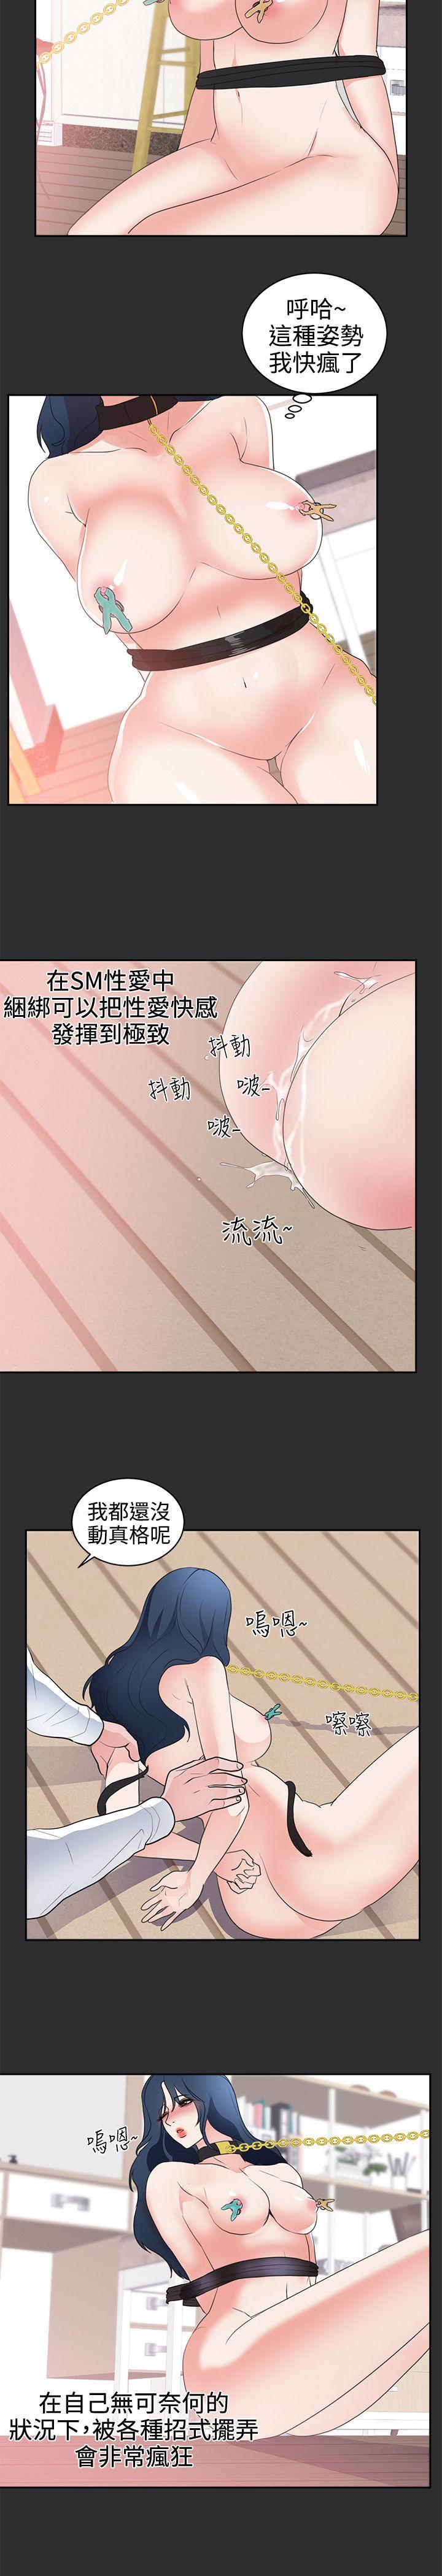 呼哈~
這種姿勢
我快瘋了
在SM性愛中
綑綁可以把性愛快感
發揮到極致
抖動
抖動
啵-
啵-
流流~
我都還沒
動真格呢
嗚嗯~
嚓嚓
嗚嗯~
在自己無可奈何的
狀況下,被各種招式擺弄
會非常瘋狂